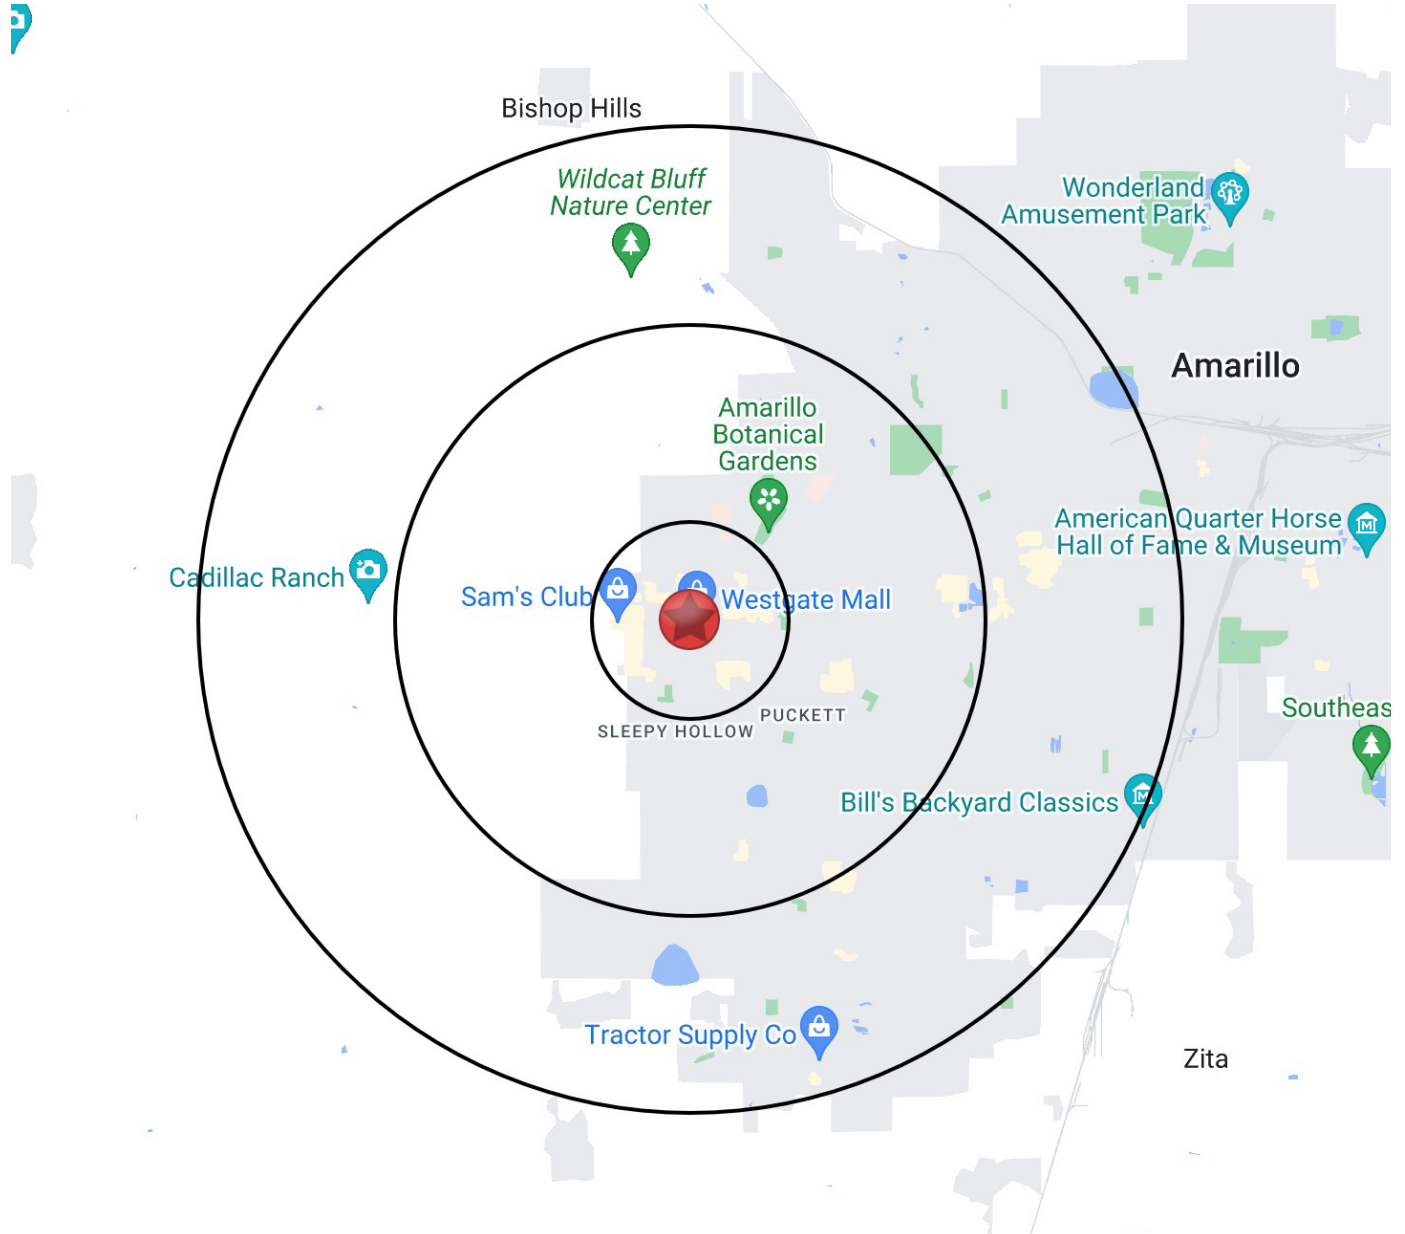 Bishop Hills
Wildcat Bluff
Nature Center
Wonderland
Amusement Park
Amarillo
Amarillo
Botanical
Gardens
American Quarter Horse
Hall of Fame & Museum
Cadillac Ranch
Sam's Club
Westgate Mall
PUCKETT
SLEEPY HOLLOW
Southeas
Bill's Backyard Classics
Tractor Supply Co
Zita